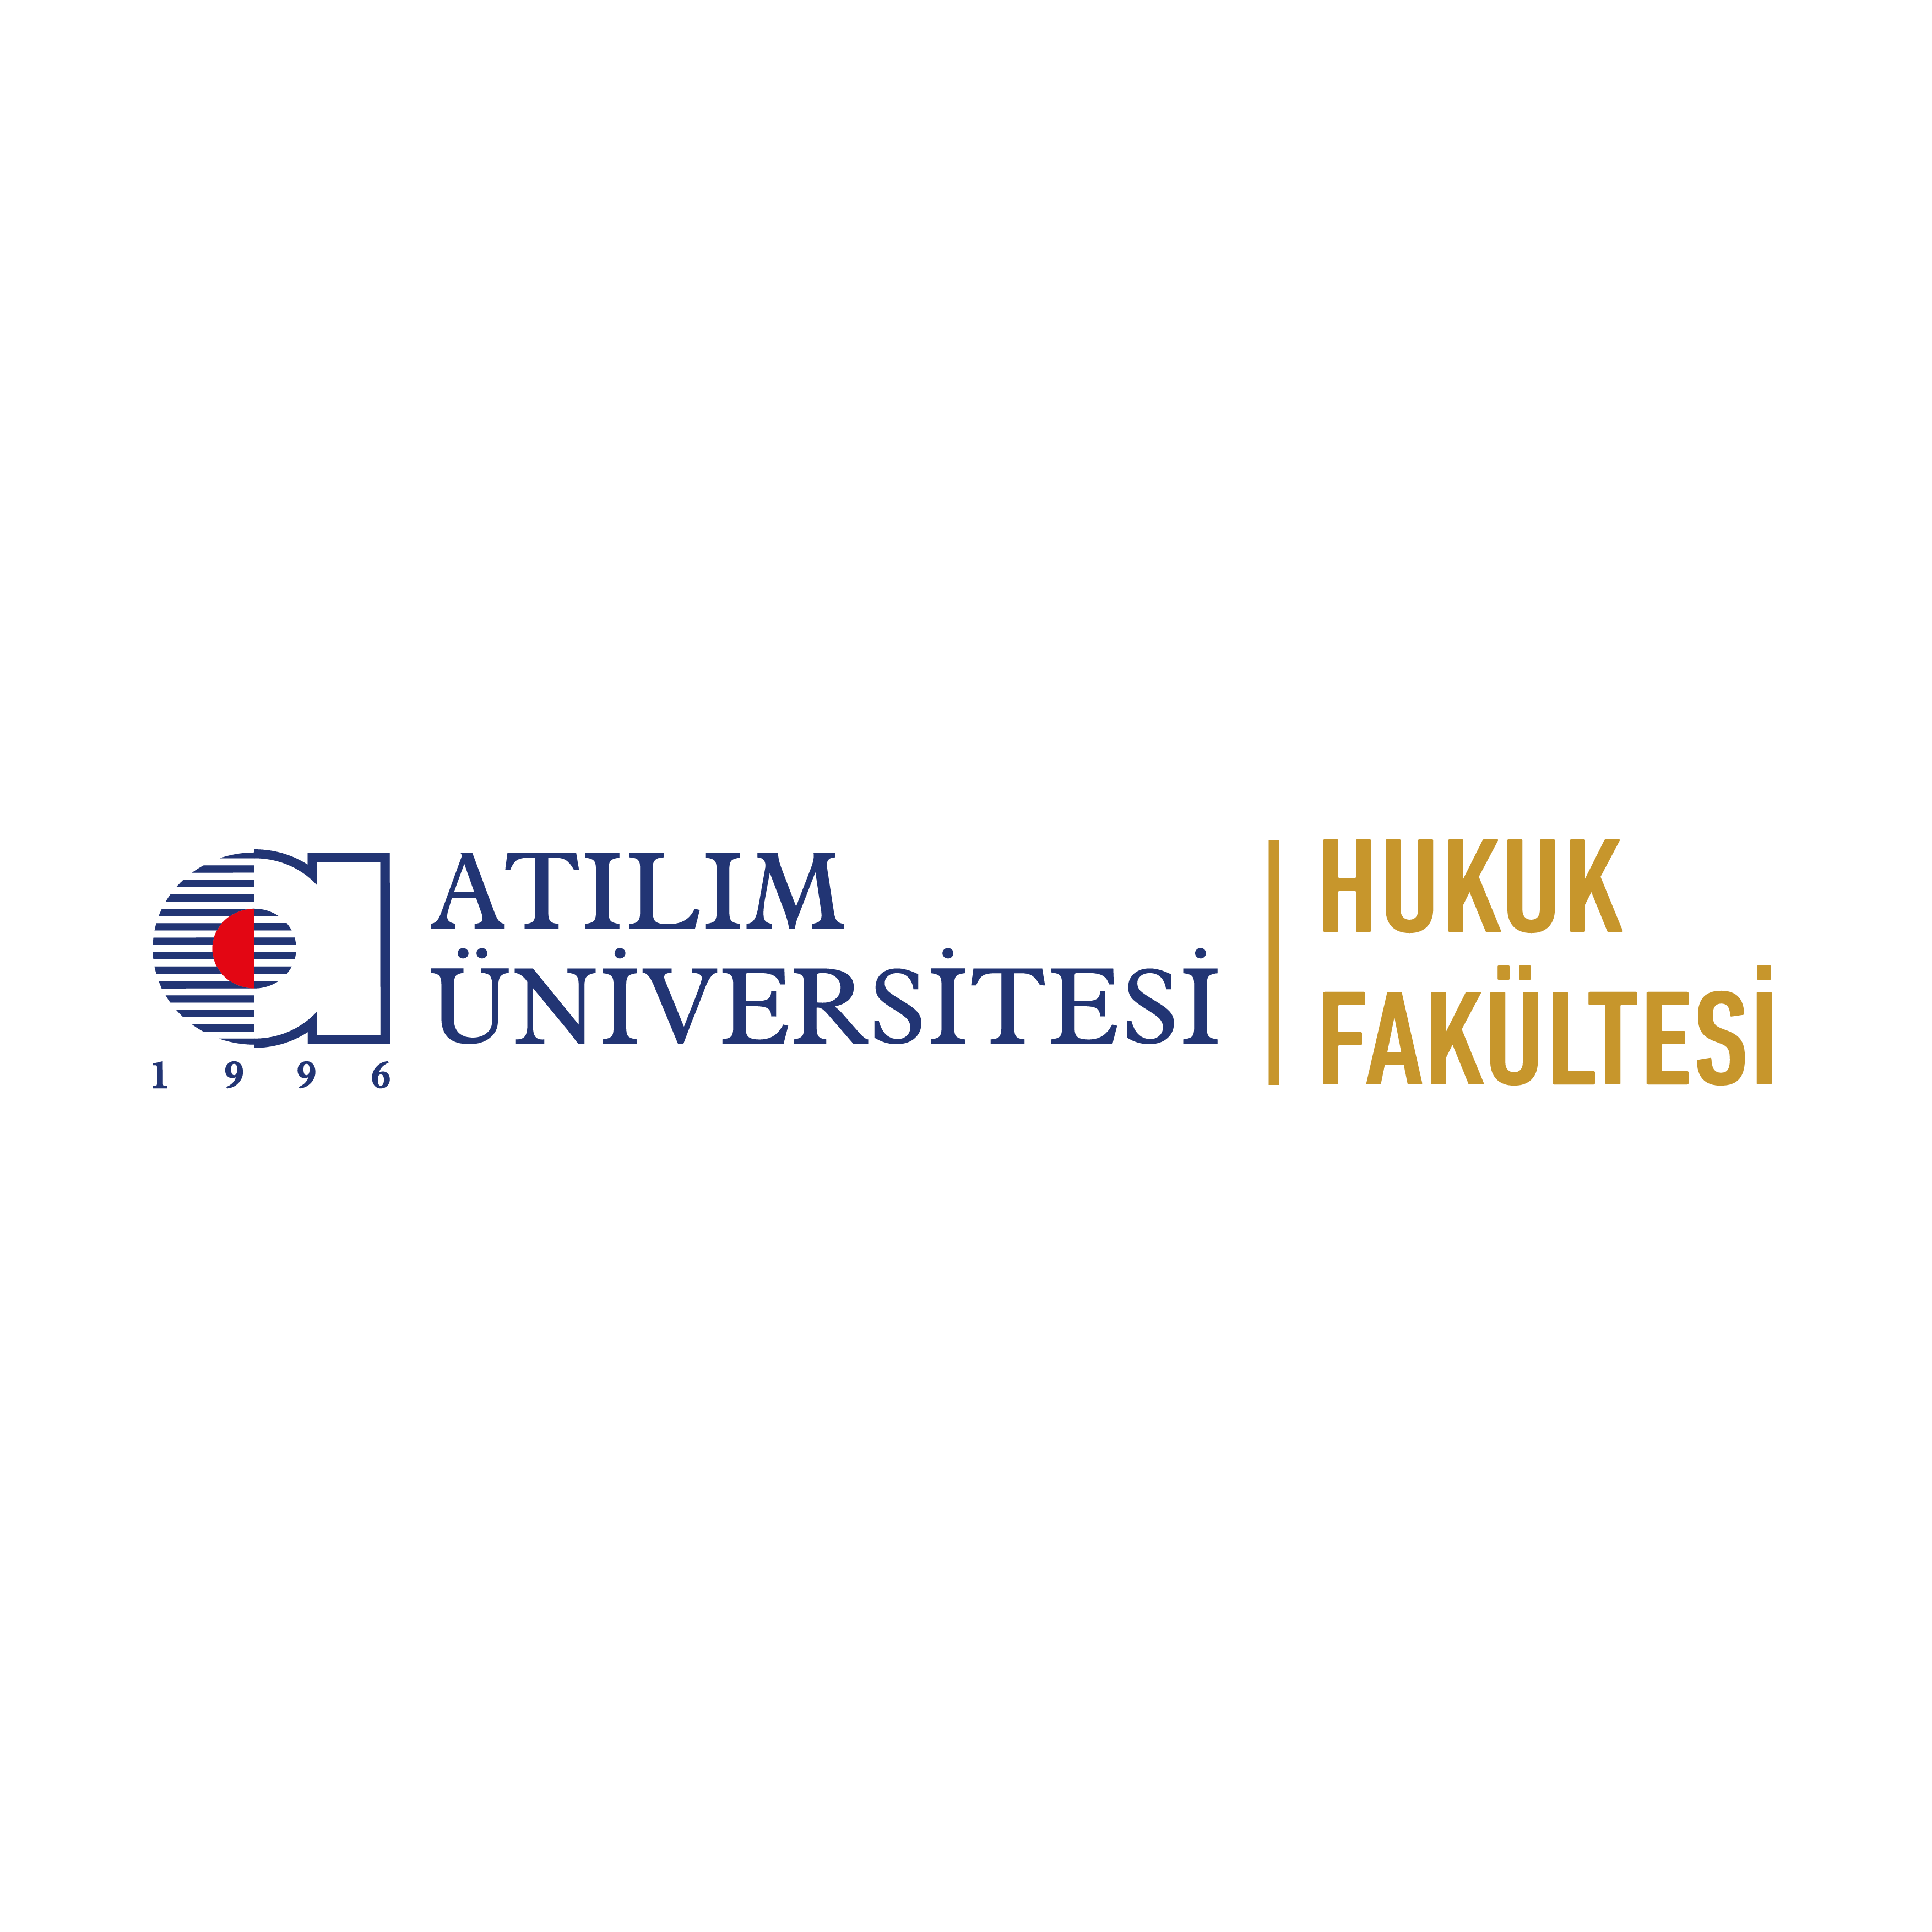 ATILIM
ÜNİVERSİTESİ
1996
HUKUK
FAKÜLTESİ